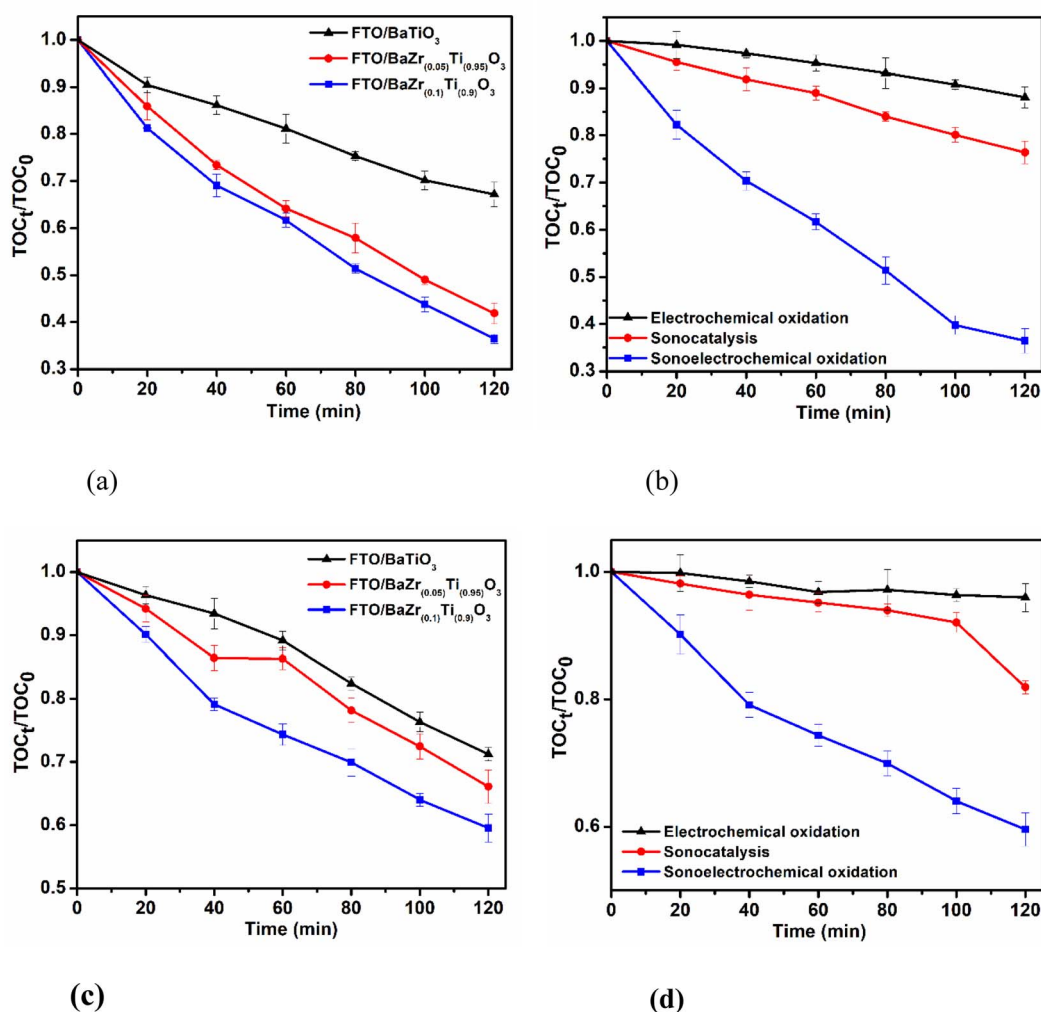 FTO/BaTiO3
FTO/BaZr(0.05)Ti(0.95)O3
FTO/BaZr(0.1)Ti(0.9)O3
1.0
0.9
0.8
0.7
0.6
0.5
0.4
0.3
TOCt/TOC0
0 20 40 60 80 100 120
Time (min)
(a)
1.0
0.9
0.8
0.7
0.6
0.5
0.4
0.3
TOCt/TOC0
Electrochemical oxidation
Sonocatalysis
Sonoelectrochemical oxidation
0 20 40 60 80 100 120
Time (min)
(b)
FTO/BaTiO3
FTO/BaZr(0.05)Ti(0.95)O3
FTO/BaZr(0.1)Ti(0.9)O3
1.0
0.9
0.8
0.7
0.6
0.5
TOCt/TOC0
0 20 40 60 80 100 120
Time (min)
(c)
1.0
0.8
0.6
TOCt/TOC0
Electrochemical oxidation
Sonocatalysis
Sonoelectrochemical oxidation
0 20 40 60 80 100 120
Time (min)
(d)